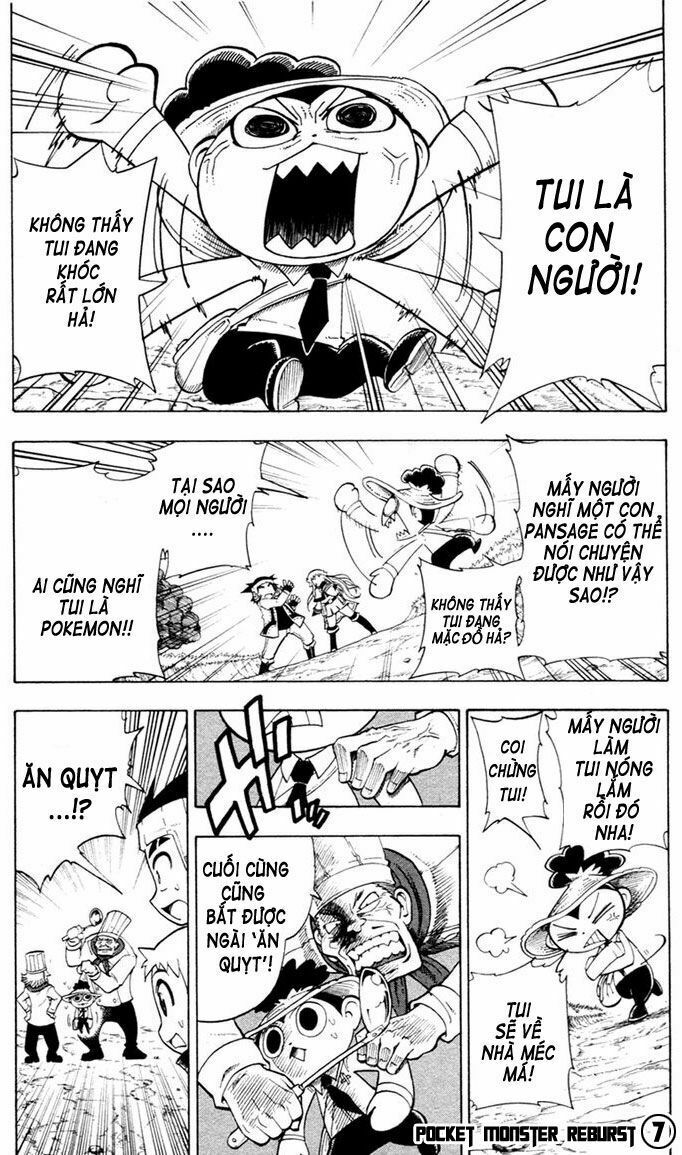 TUI LÀ
CON
NGƯỜI!
KHÔNG THẤY
TUI ĐANG
KHÓC
RẤT LỚN
HẢ!
MẤY NGƯỜI
NGHĨ MỘT CON
PANSAGE CÓ THỂ
NÓI CHUYỆN
ĐƯỢC NHƯ VẬY
SAO!?
KHÔNG THẤY
TUI ĐANG
MẶC ĐỒ HẢ?
TẠI SAO
MỌI NGƯỜI
....
AI CŨNG NGHĨ
TUI LÀ
POKEMON!!
MẤY NGƯỜI
LÀM
TUI NÓNG
LẮM
RỒI ĐÓ
NHA!
COI
CHỪNG
TUI!
TUI
SẼ VỀ
NHÀ MÉC
MÁ!
ガシッ
CUỐI CÙNG
CŨNG
BẮT ĐƯỢC
NGÀI 'ĂN
QUỴT'!
ĂN QUỴT
...!?
POCKET MONSTER REBURST 7